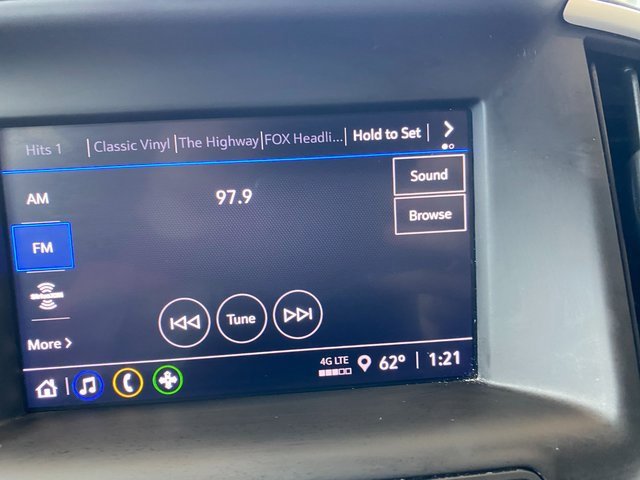 Hits 1 Classic Vinyl The Highway FOX Headli... Hold to Set
AM 97.9 Sound
FM Browse
SiriusXM
Tune
More
4G LTE 62° 1:21